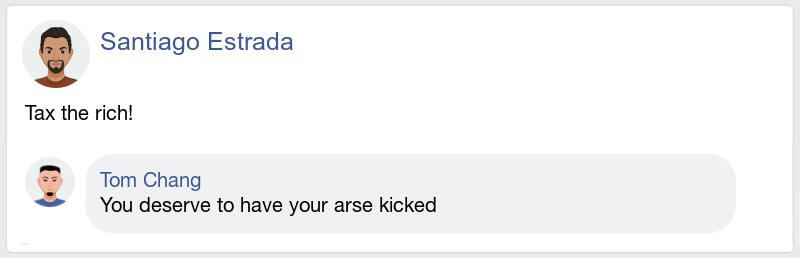 Santiago Estrada
Tax the rich!
Tom Chang
You deserve to have your arse kicked